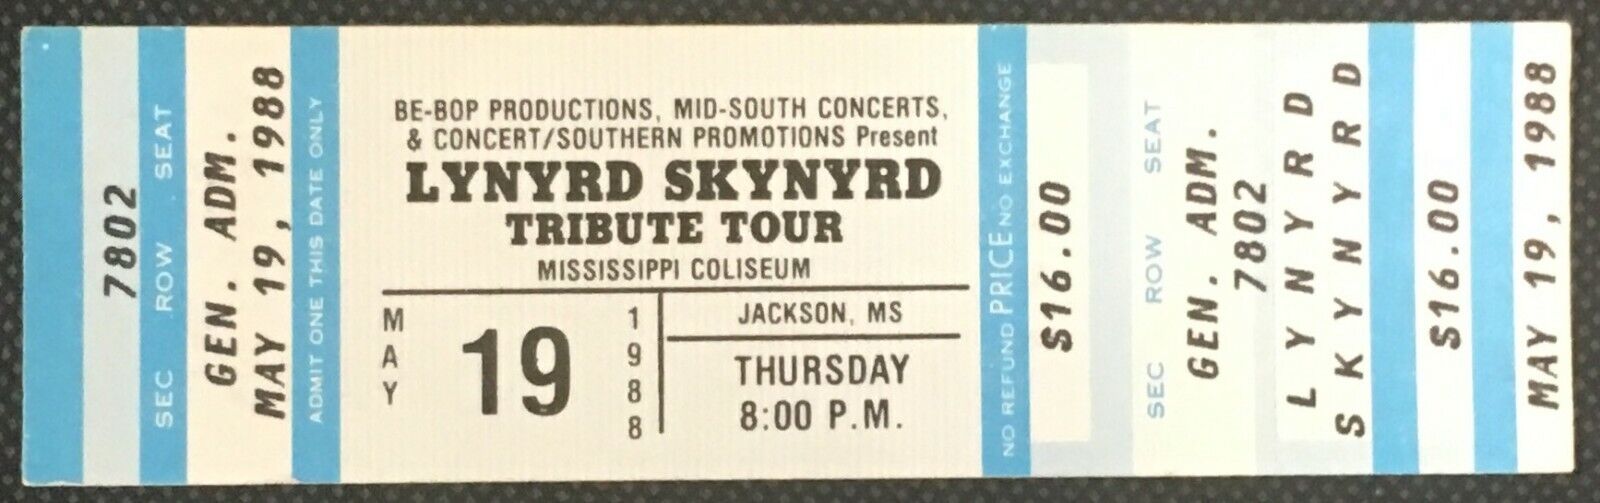 7802
SEC ROW SEAT
GEN. ADM.
MAY 19, 1988
ADMIT ONE THIS DATE ONLY
BE-BOP PRODUCTIONS, MID-SOUTH CONCERTS,
& CONCERT/SOUTHERN PROMOTIONS Present
LYNYRD SKYNYRD
TRIBUTE TOUR
MISSISSIPPI COLISEUM
MAY
19
1988
JACKSON, MS
THURSDAY
8:00 P.M.
NO REFUND PRICE NO EXCHANGE
$16.00
SEC ROW SEAT
GEN. ADM.
7802
LYNYRD
SKYNYRD
$16.00
MAY 19, 1988